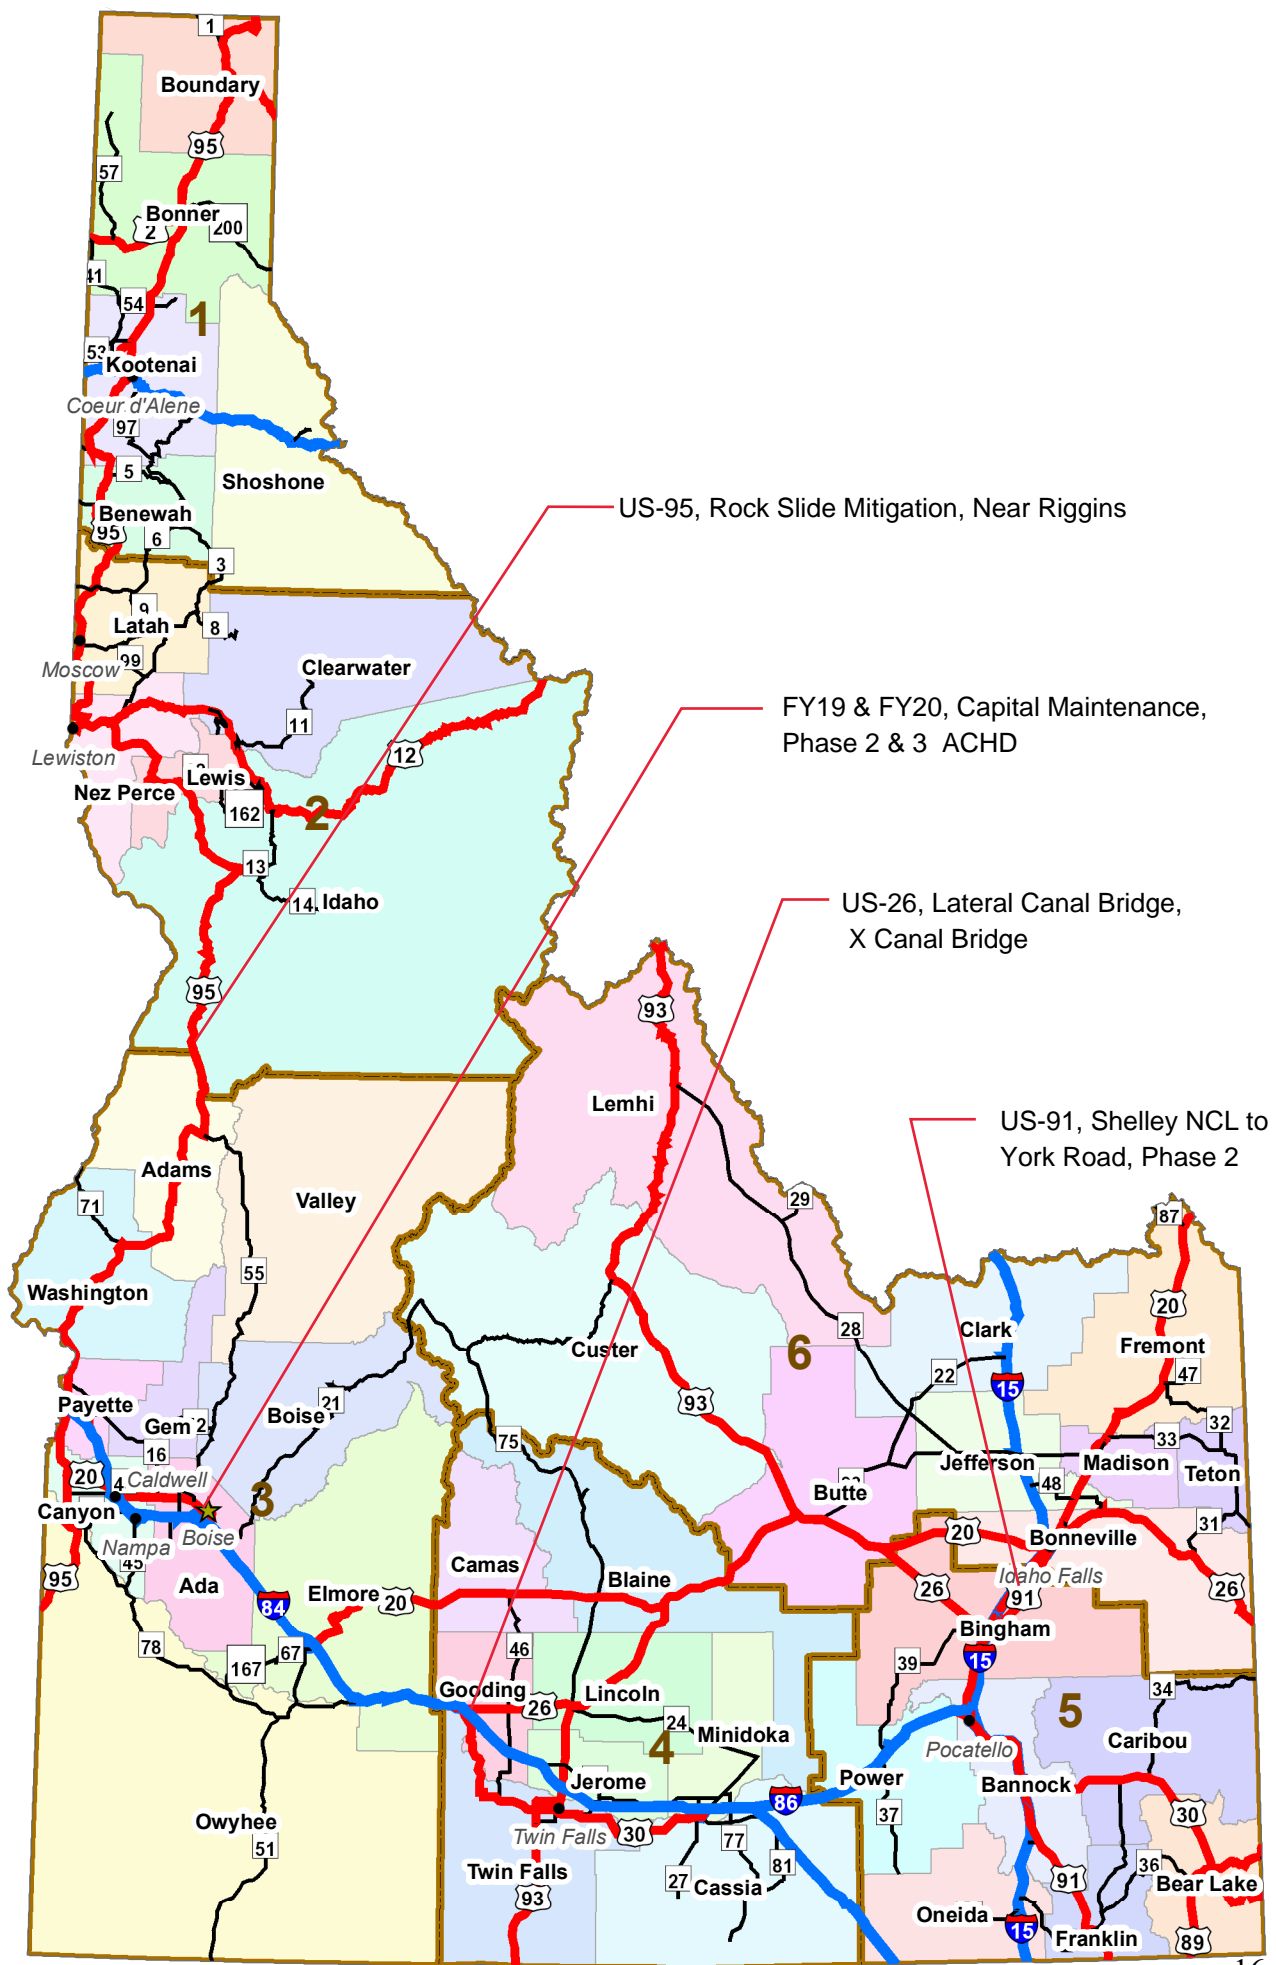 1
Boundary
95
57
Bonner
2
200
41
54
1
53
Kootenai
Coeur d'Alene
97
5
Shoshone
US-95, Rock Slide Mitigation, Near Riggins
Benewah
95
6
3
9
Latah
8
99
Moscow
Clearwater
11
FY19 & FY20, Capital Maintenance,
Phase 2 & 3 ACHD
Lewiston
12
Lewis
Nez Perce
162
2
13
14
Idaho
US-26, Lateral Canal Bridge,
X Canal Bridge
95
93
Lemhi
US-91, Shelley NCL to
York Road, Phase 2
Adams
71
Valley
29
87
55
Washington
20
28
Clark
Custer
6
Fremont
22
15
47
93
Payette
21
Boise
Gem
16
75
32
33
Jefferson
Madison
Teton
20
4
Caldwell
3
48
Butte
Canyon
Nampa
Boise
45
31
20
Bonneville
Camas
Blaine
Idaho Falls
95
Ada
Elmore
20
84
26
91
26
Bingham
78
67
167
46
39
15
Gooding
26
Lincoln
24
34
5
Minidoka
4
Pocatello
Caribou
Jerome
Power
Bannock
86
37
30
Owyhee
51
Twin Falls
30
77
81
Twin Falls
27
Cassia
93
91
36
Bear Lake
Oneida
15
Franklin
89